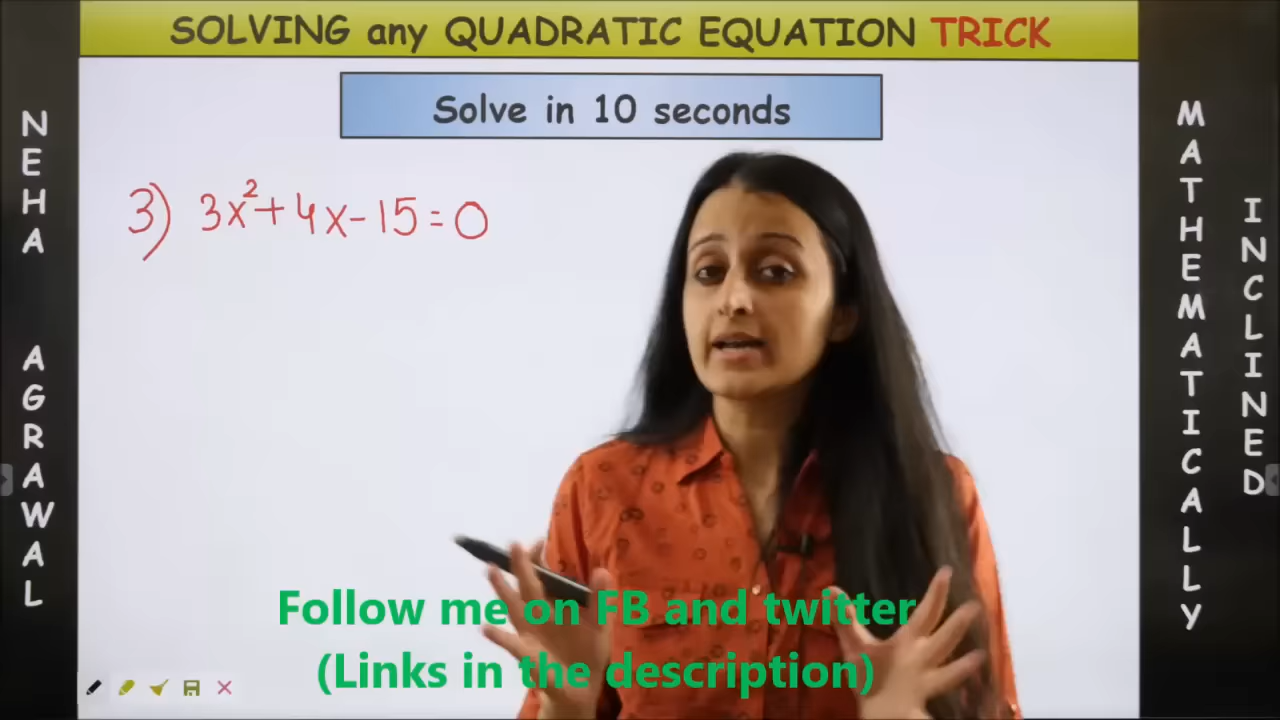 SOLVING any QUADRATIC EQUATION TRICK
Solve in 10 seconds
3) 3x²+4x-15=0
NEHA AGRAWAL
MATHEMATICALLY
INCLINED
Follow me on FB and twitter
(Links in the description)